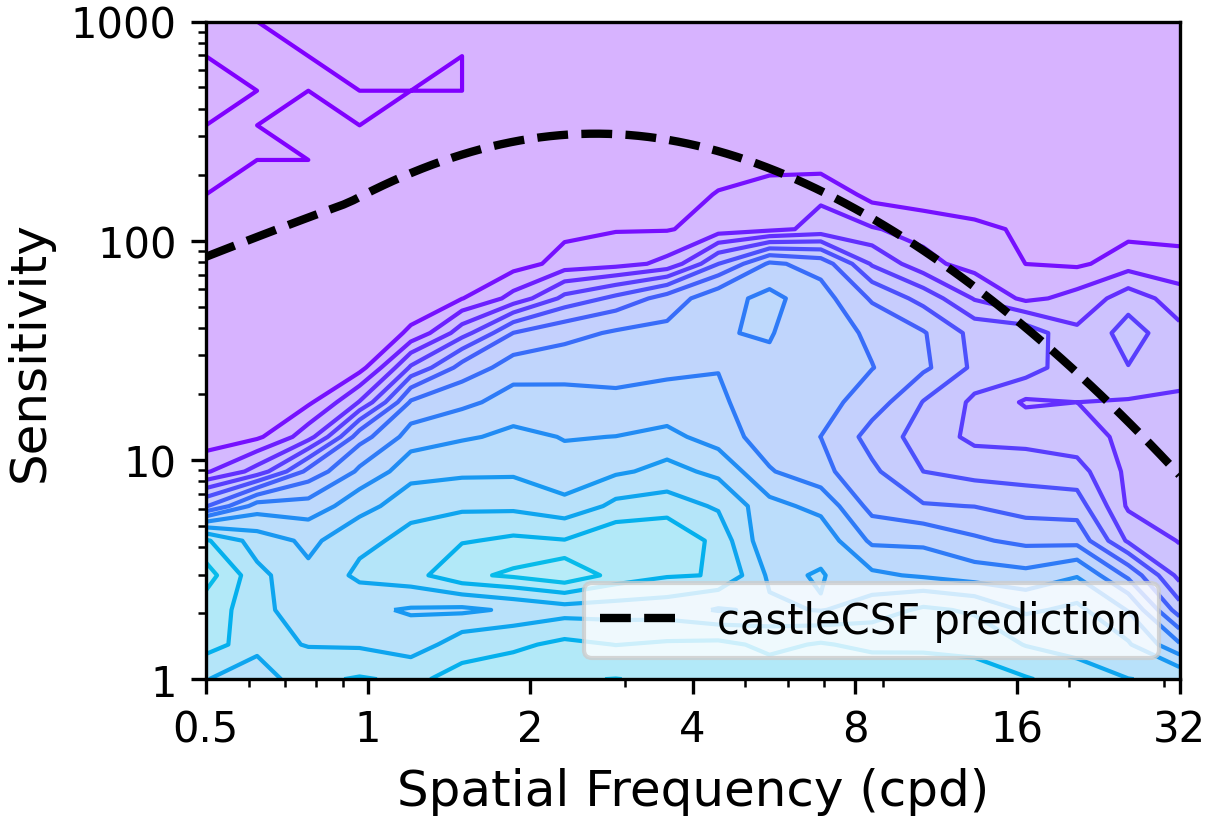 1000
100
10
1
Sensitivity
castleCSF prediction
0.5 1 2 4 8 16 32
Spatial Frequency (cpd)